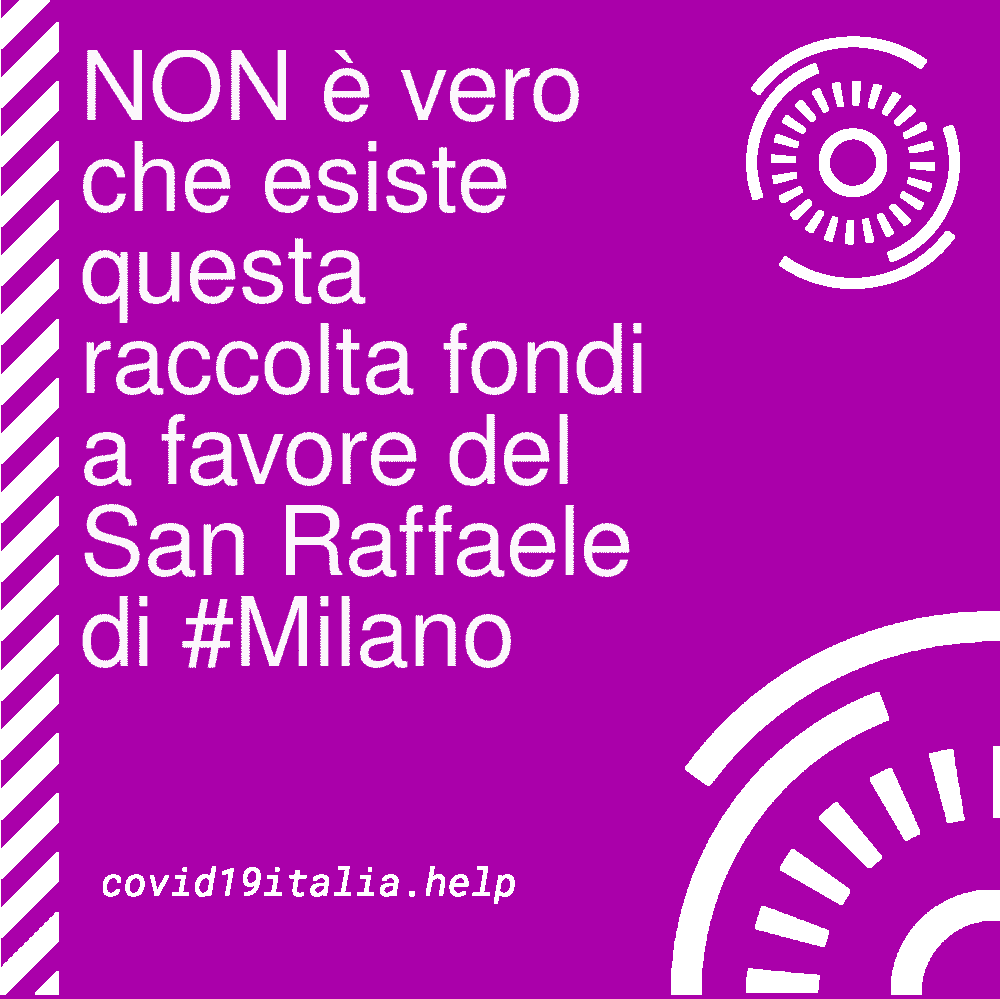 NON è vero
che esiste
questa
raccolta fondi
a favore del
San Raffaele
di #Milano
covid19italia.help